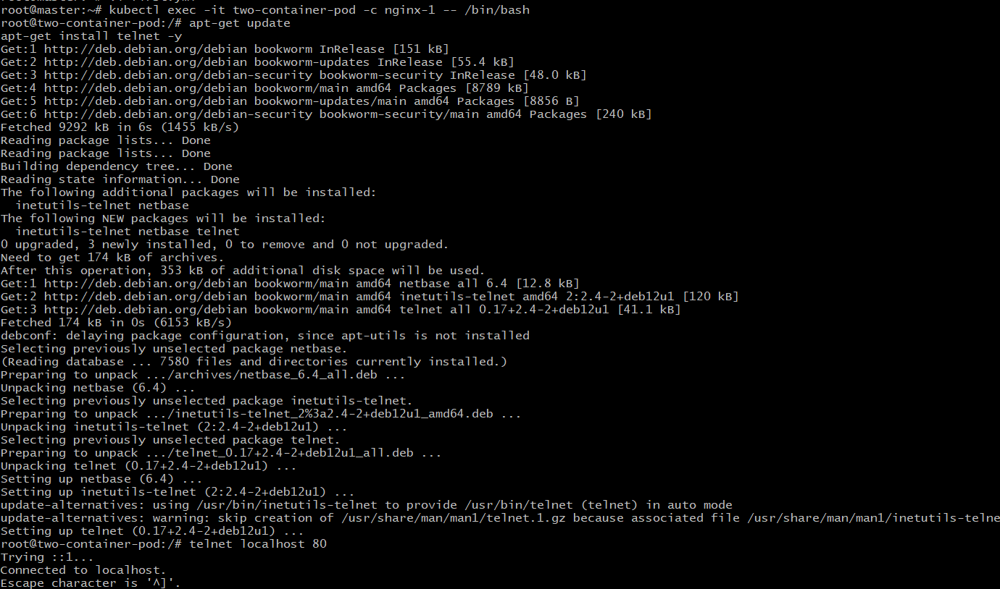 root@master:~# kubectl exec -it two-container-pod -c nginx-1 -- /bin/bash
root@two-container-pod:/# apt-get update
apt-get install telnet -y
Get:1 http://deb.debian.org/debian bookworm InRelease [151 kB]
Get:2 http://deb.debian.org/debian bookworm-updates InRelease [55.4 kB]
Get:3 http://deb.debian.org/debian-security bookworm-security InRelease [48.0 kB]
Get:4 http://deb.debian.org/debian bookworm/main amd64 Packages [8789 kB]
Get:5 http://deb.debian.org/debian bookworm-updates/main amd64 Packages [8856 B]
Get:6 http://deb.debian.org/debian-security bookworm-security/main amd64 Packages [240 kB]
Fetched 9292 kB in 6s (1455 kB/s)
Reading package lists... Done
Reading package lists... Done
Building dependency tree... Done
Reading state information... Done
The following additional packages will be installed:
  inetutils-telnet netbase
The following NEW packages will be installed:
  inetutils-telnet netbase telnet
0 upgraded, 3 newly installed, 0 to remove and 0 not upgraded.
Need to get 174 kB of archives.
After this operation, 353 kB of additional disk space will be used.
Get:1 http://deb.debian.org/debian bookworm/main amd64 netbase all 6.4 [12.8 kB]
Get:2 http://deb.debian.org/debian bookworm/main amd64 inetutils-telnet amd64 2:2.4-2+deb12u1 [120 kB]
Get:3 http://deb.debian.org/debian bookworm/main amd64 telnet all 0.17+2.4-2+deb12u1 [41.1 kB]
Fetched 174 kB in 0s (6153 kB/s)
debconf: delaying package configuration, since apt-utils is not installed
Selecting previously unselected package netbase.
(Reading database ... 7580 files and directories currently installed.)
Preparing to unpack .../archives/netbase_6.4_all.deb ...
Unpacking netbase (6.4) ...
Selecting previously unselected package inetutils-telnet.
Preparing to unpack .../inetutils-telnet_2%3a2.4-2+deb12u1_amd64.deb ...
Unpacking inetutils-telnet (2:2.4-2+deb12u1) ...
Selecting previously unselected package telnet.
Preparing to unpack .../telnet_0.17+2.4-2+deb12u1_all.deb ...
Unpacking telnet (0.17+2.4-2+deb12u1) ...
Setting up netbase (6.4) ...
Setting up inetutils-telnet (2:2.4-2+deb12u1) ...
update-alternatives: using /usr/bin/inetutils-telnet to provide /usr/bin/telnet (telnet) in auto mode
update-alternatives: warning: skip creation of /usr/share/man/man1/telnet.1.gz because associated file /usr/share/man/man1/inetutils-telne
Setting up telnet (0.17+2.4-2+deb12u1) ...
root@two-container-pod:/# telnet localhost 80
Trying ::1...
Connected to localhost.
Escape character is '^]'.